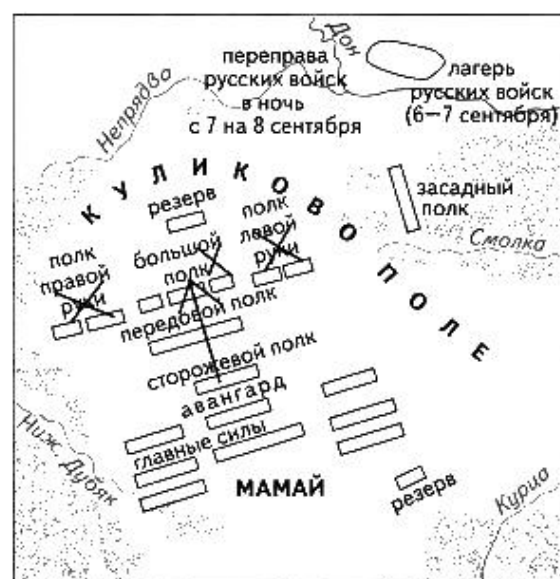 Дон
переправа
русских войск
в ночь
с 7 на 8 сентября
лагерь
русских войск
(6—7 сентября)
Непрядва
КУЛИКОВО ПОЛЕ
резерв
засадный
полк
Смолка
полк
правой
руки
большой
полк
полк
левой
руки
передовой полк
сторожевой полк
авангард
главные силы
МАМАЙ
резерв
Ниж. Дубяк
Курца